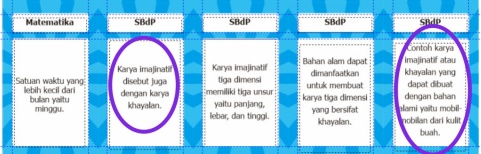 Matematika
Satuan waktu yang
lebih kecil dari
bulan yaitu
minggu.
SBdP
Karya imajinatif
disebut juga
dengan karya
khayalan.
SBdP
Karya imajinatif
tiga dimensi
memiliki tiga unsur
yaitu panjang,
lebar, dan tinggi.
SBdP
Bahan alam dapat
dimanfaatkan
untuk membuat
karya tiga dimensi
yang bersifat
khayalan.
SBdP
Contoh karya
imajinatif atau
khayalan yang
dapat dibuat
dengan bahan
alami yaitu mobil-
mobilan dari kulit
buah.